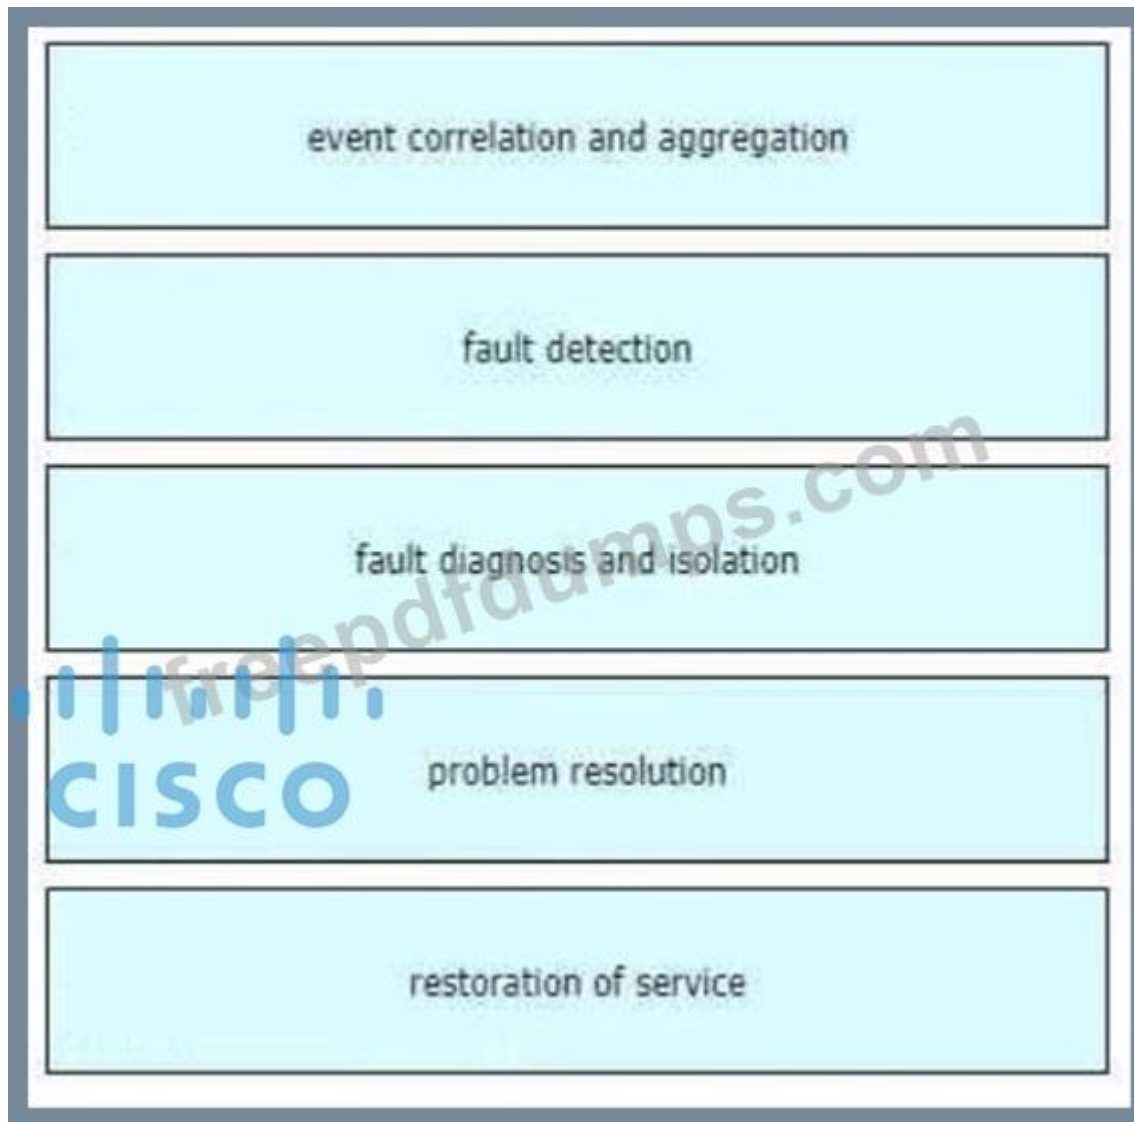 event correlation and aggregation
fault detection
freepdfdumps.com
fault diagnosis and isolation
CISCO
problem resolution
restoration of service